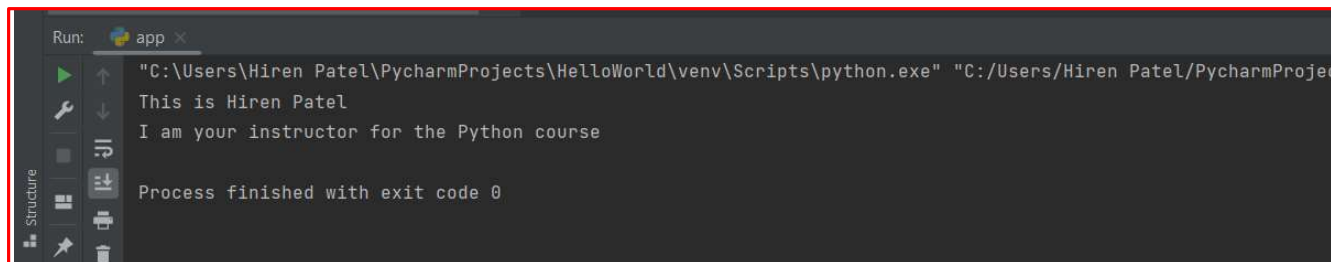 Run: app
"C:\Users\Hiren Patel\PycharmProjects\HelloWorld\venv\Scripts\python.exe" "C:/Users/Hiren Patel/PycharmProjec
This is Hiren Patel
I am your instructor for the Python course
Process finished with exit code 0
Structure